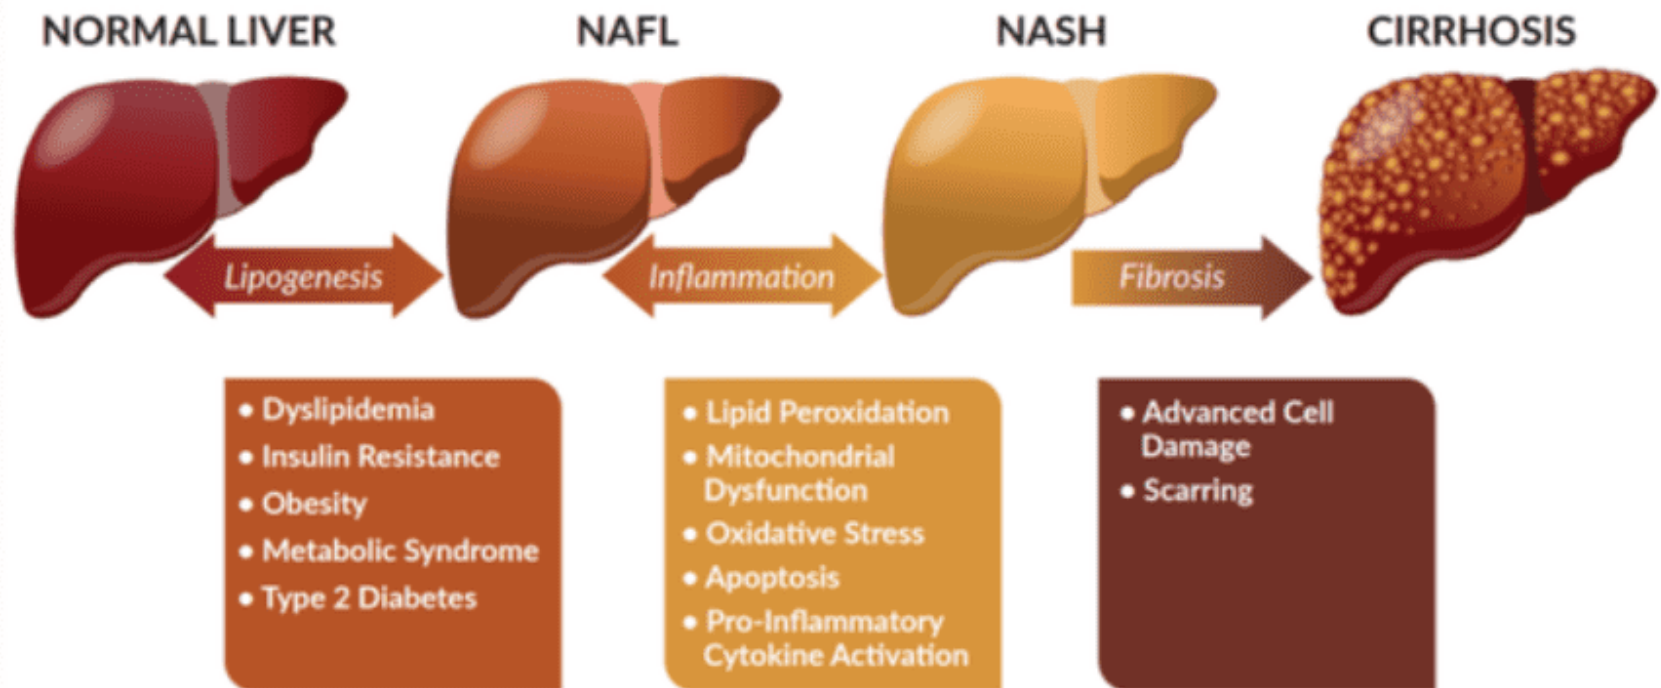 NORMAL LIVER
NAFL
NASH
CIRRHOSIS
Lipogenesis
Inflammation
Fibrosis
• Dyslipidemia
• Insulin Resistance
• Obesity
• Metabolic Syndrome
• Type 2 Diabetes
• Lipid Peroxidation
• Mitochondrial
Dysfunction
• Oxidative Stress
• Apoptosis
• Pro-Inflammatory
Cytokine Activation
• Advanced Cell
Damage
• Scarring